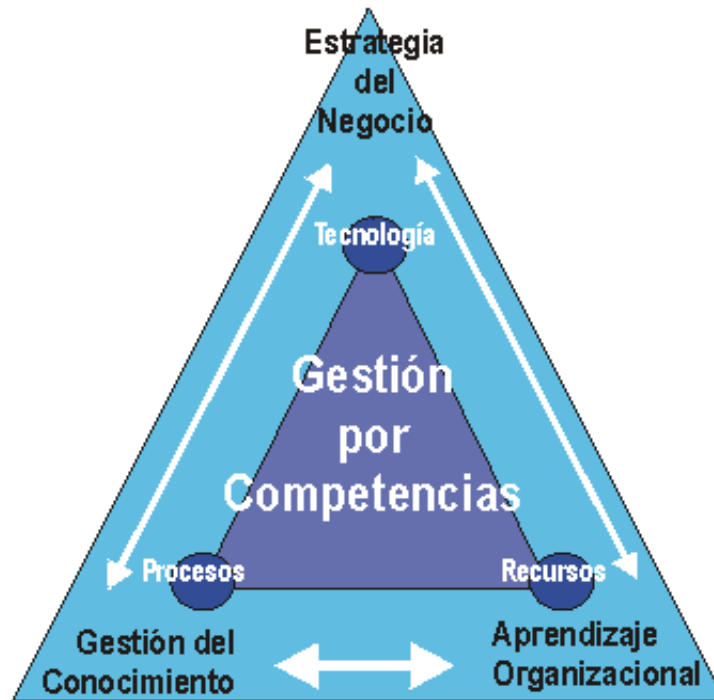 Estrategia
del
Negocio
Tecnología
Gestión
por
Competencias
Procesos
Recursos
Gestión del
Conocimiento
Aprendizaje
Organizacional